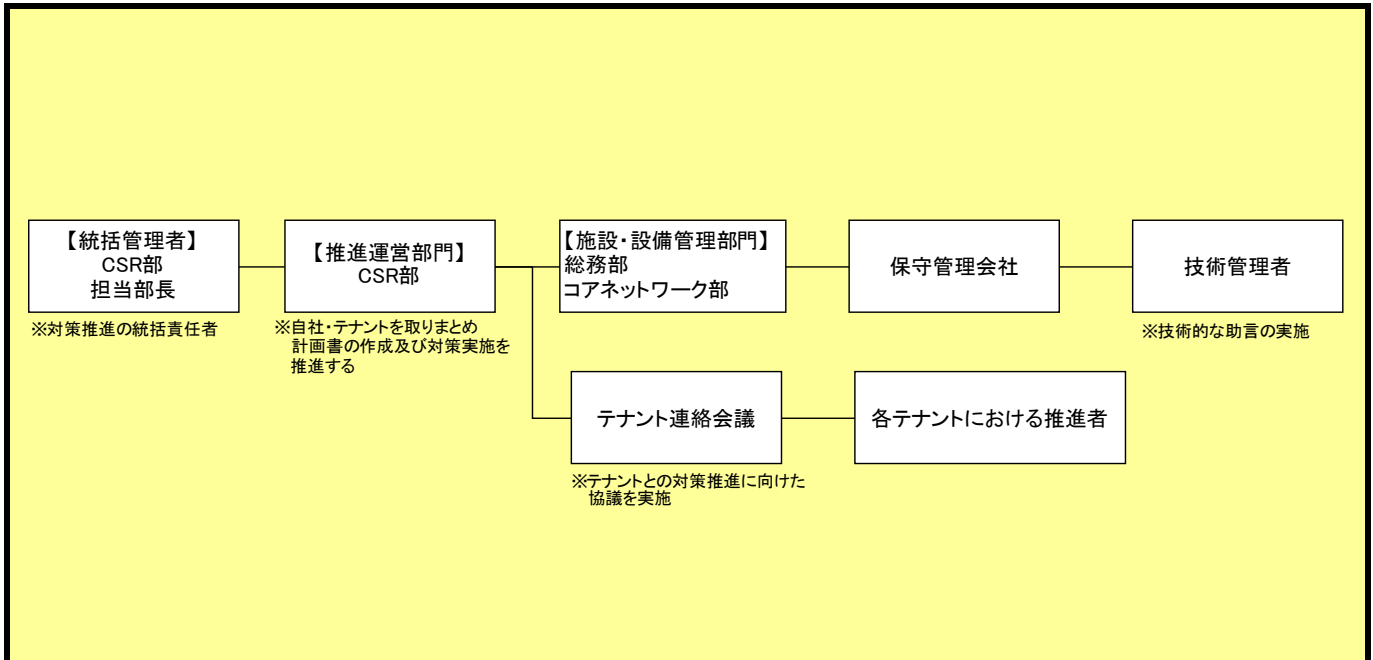 【統括管理者】
CSR部
担当部長
※対策推進の統括責任者
【推進運営部門】
CSR部
※自社・テナントを取りまとめ
計画書の作成及び対策実施を
推進する
【施設・設備管理部門】
総務部
コアネットワーク部
保守管理会社
技術管理者
※技術的な助言の実施
テナント連絡会議
※テナントとの対策推進に向けた
協議を実施
各テナントにおける推進者